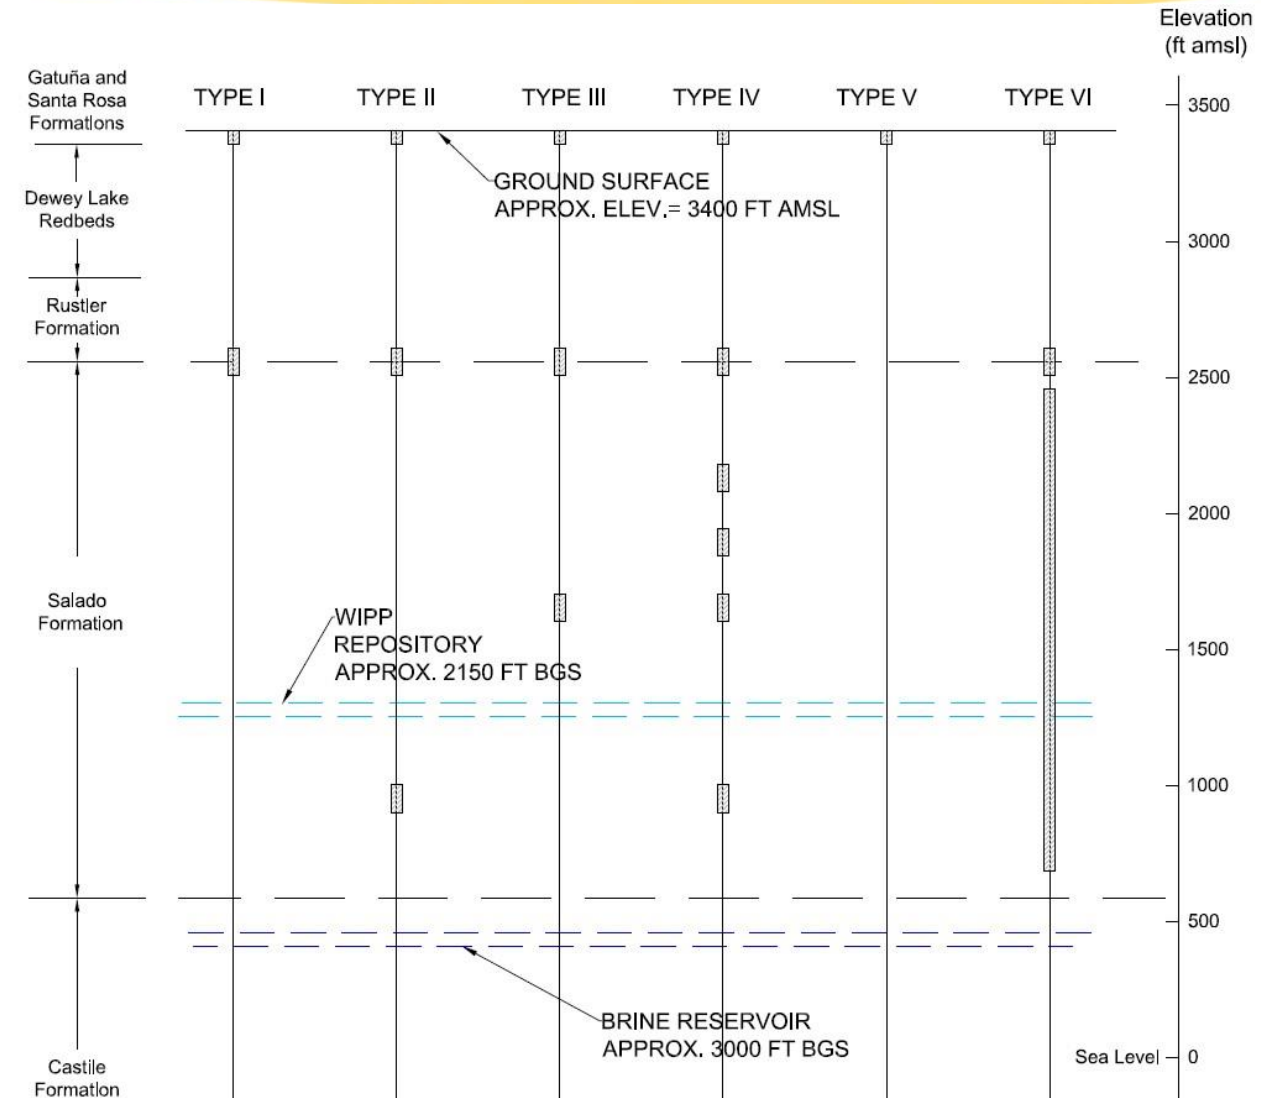 Elevation
(ft amsl)
Gatuña and
Santa Rosa
Formations
TYPE I
TYPE II
TYPE III
TYPE IV
TYPE V
TYPE VI
3500
GROUND SURFACE
APPROX. ELEV.= 3400 FT AMSL
Dewey Lake
Redbeds
3000
Rustler
Formation
2500
2000
Salado
Formation
WIPP
REPOSITORY
APPROX. 2150 FT BGS
1500
1000
500
BRINE RESERVOIR
APPROX. 3000 FT BGS
Sea Level
0
Castile
Formation